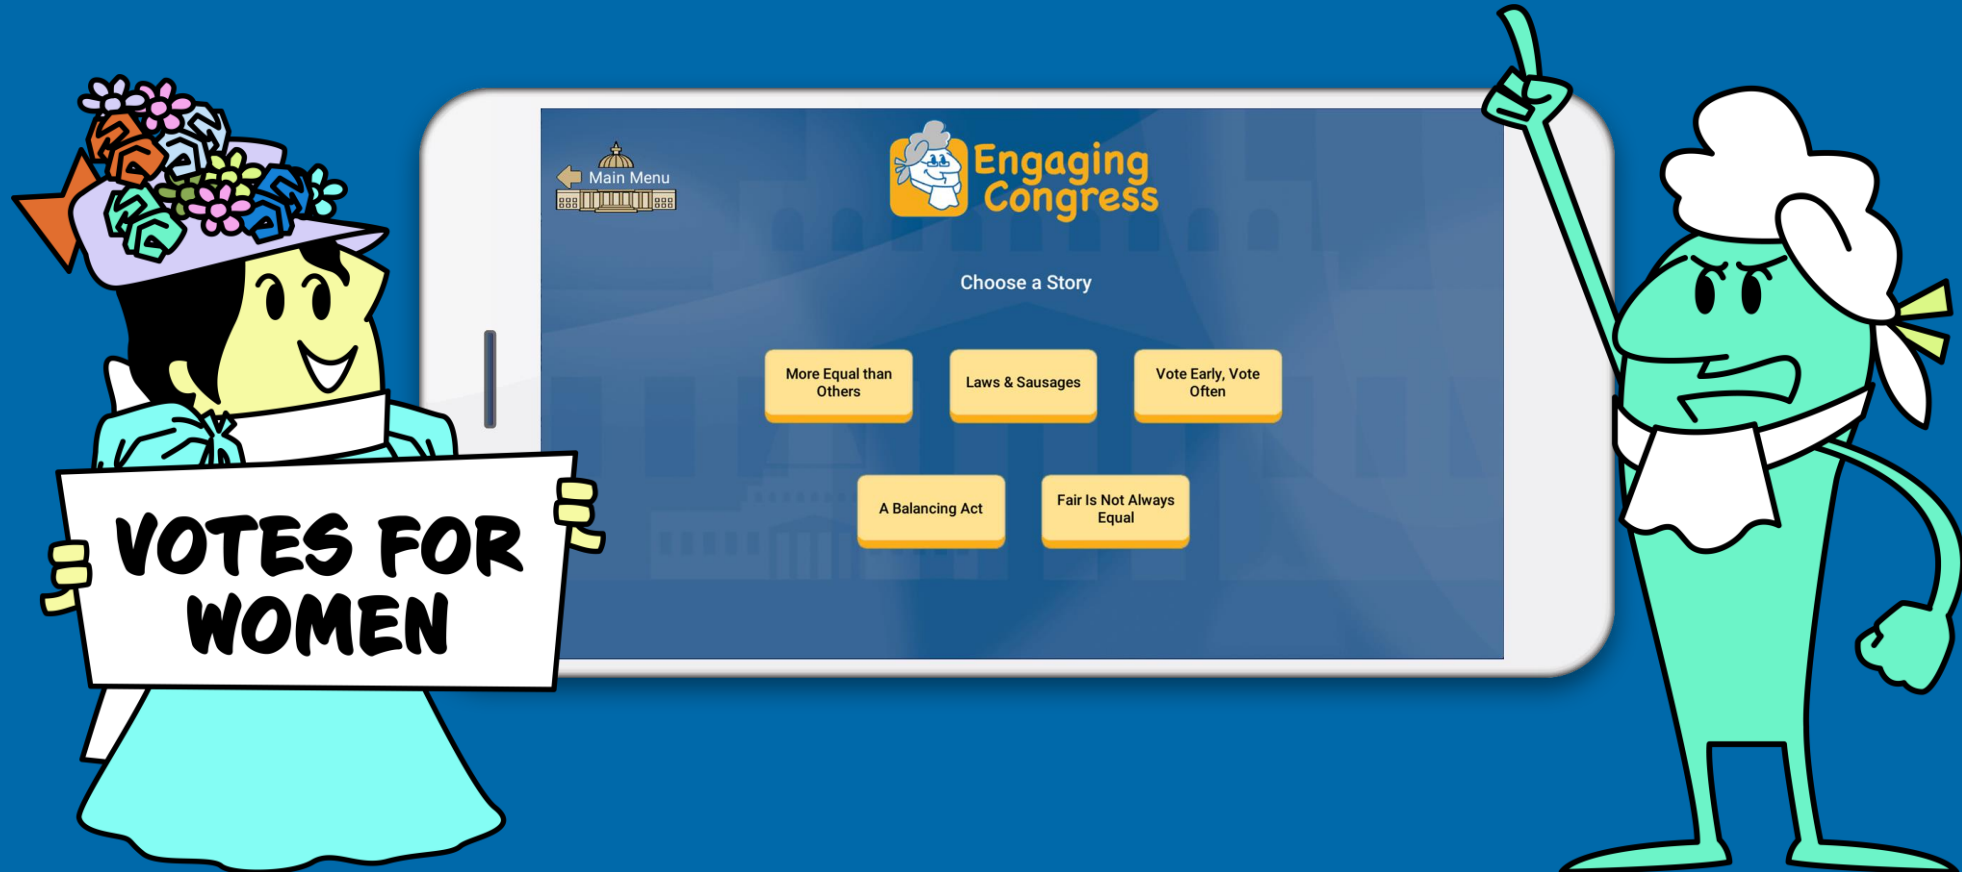 Main Menu
Engaging
Congress
Choose a Story
More Equal than
Others
Laws & Sausages
Vote Early, Vote
Often
A Balancing Act
Fair Is Not Always
Equal
VOTES FOR
WOMEN